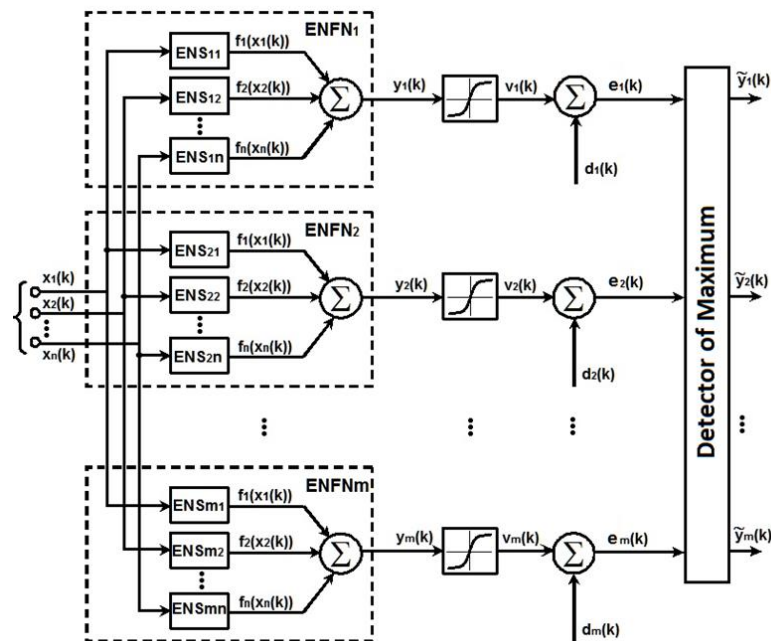 ENFN1
ENS11 f1(x1(k))
ENS12 f2(x2(k))
ENS1n fn(xn(k))
Σ y1(k) v1(k) Σ e1(k) ỹ1(k)
d1(k)
ENFN2
ENS21 f1(x1(k))
ENS22 f2(x2(k))
ENS2n fn(xn(k))
Σ y2(k) v2(k) Σ e2(k) ỹ2(k)
d2(k)
x1(k)
x2(k)
xn(k)
ENFNm
ENSm1 f1(x1(k))
ENSm2 f2(x2(k))
ENSmn fn(xn(k))
Σ ym(k) vm(k) Σ em(k) ỹm(k)
dm(k)
Detector of Maximum